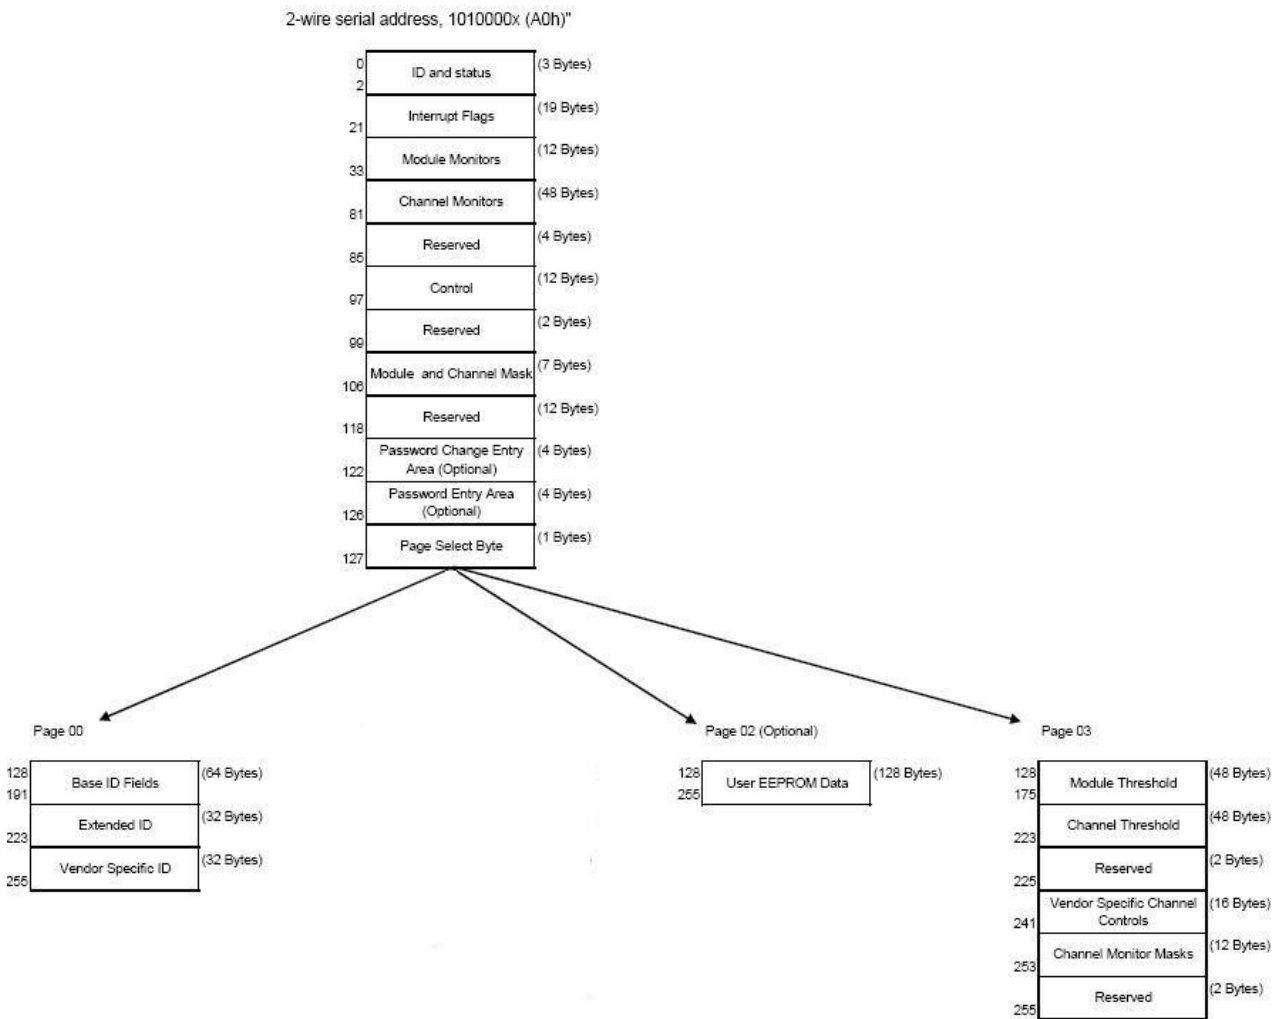 2-wire serial address, 1010000x (A0h)"
0
2
ID and status
(3 Bytes)
21
Interrupt Flags
(19 Bytes)
33
Module Monitors
(12 Bytes)
81
Channel Monitors
(48 Bytes)
85
Reserved
(4 Bytes)
97
Control
(12 Bytes)
99
Reserved
(2 Bytes)
106
Module and Channel Mask
(7 Bytes)
118
Reserved
(12 Bytes)
122
Password Change Entry
Area (Optional)
(4 Bytes)
126
Password Entry Area
(Optional)
(4 Bytes)
127
Page Select Byte
(1 Bytes)
Page 00
128
191
Base ID Fields
(64 Bytes)
223
Extended ID
(32 Bytes)
255
Vendor Specific ID
(32 Bytes)
Page 02 (Optional)
128
255
User EEPROM Data
(128 Bytes)
Page 03
128
175
Module Threshold
(48 Bytes)
223
Channel Threshold
(48 Bytes)
225
Reserved
(2 Bytes)
241
Vendor Specific Channel
Controls
(16 Bytes)
253
Channel Monitor Masks
(12 Bytes)
255
Reserved
(2 Bytes)